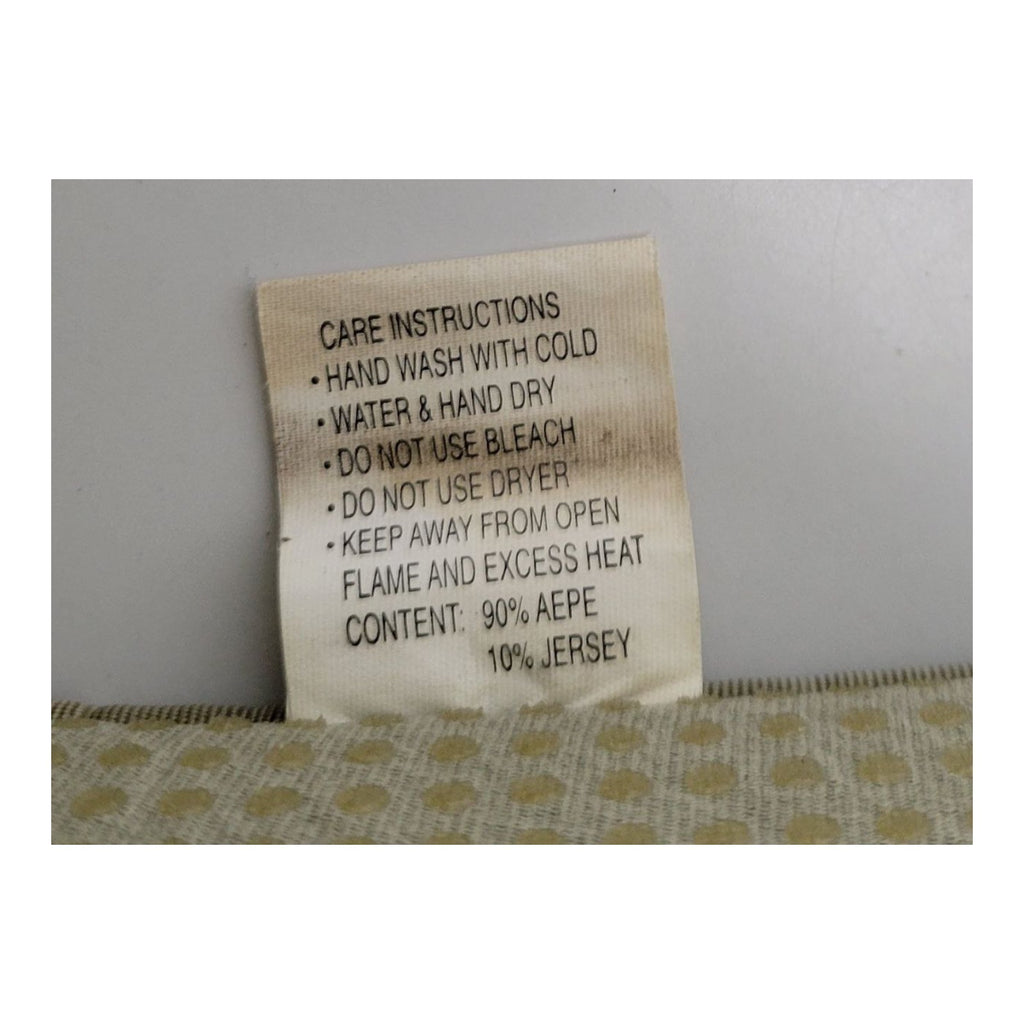 CARE INSTRUCTIONS
• HAND WASH WITH COLD
• WATER & HAND DRY
• DO NOT USE BLEACH
• DO NOT USE DRYER
• KEEP AWAY FROM OPEN
FLAME AND EXCESS HEAT
CONTENT: 90% AEPE
10% JERSEY